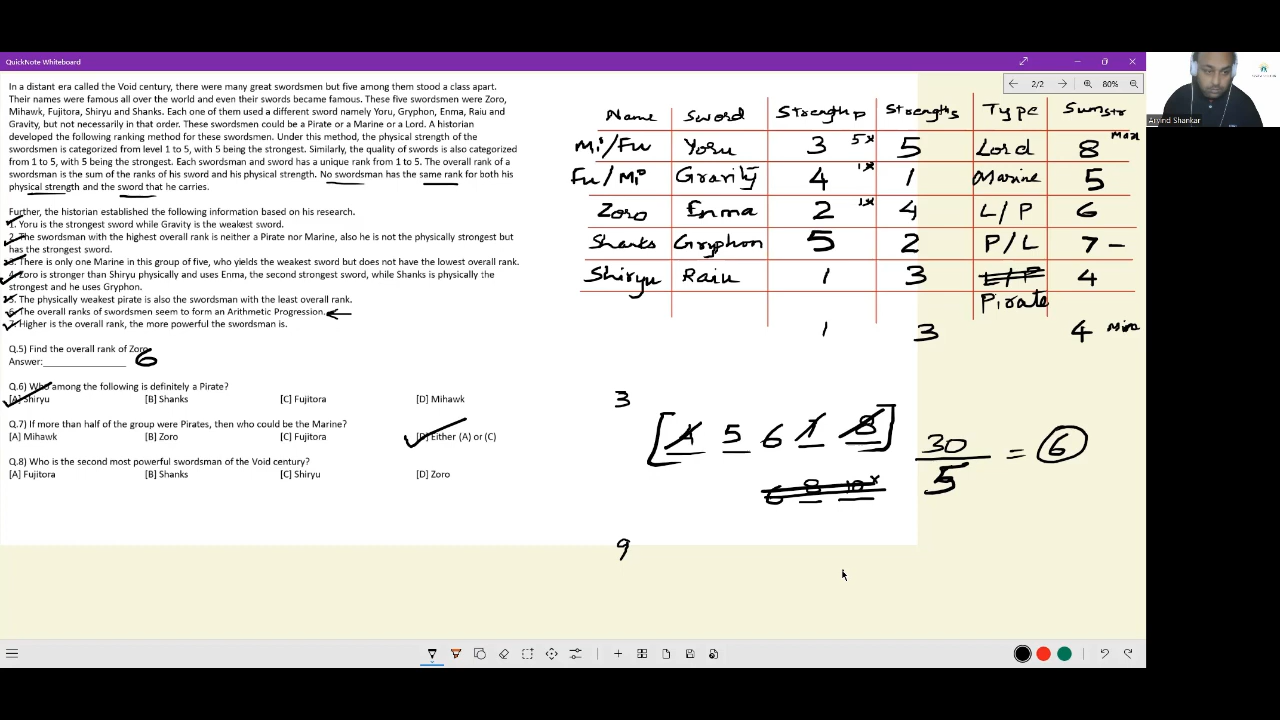 QuickNote Whiteboard
2/2
80%
Arvind Shankar
In a distant era called the Void century, there were many great swordsmen but five among them stood a class apart.
Their names were famous all over the world and even their swords became famous. These five swordsmen were Zoro,
Mihawk, Fujitora, Shiryu and Shanks. Each one of them used a different sword namely Yoru, Gryphon, Enma, Raiu and
Gravity, but not necessarily in that order. These swordsmen could be a Pirate or a Marine or a Lord. A historian
developed the following ranking method for these swordsmen. Under this method, the physical strength of the
swordsmen is categorized from level 1 to 5, with 5 being the strongest. Similarly, the quality of swords is also categorized
from 1 to 5, with 5 being the strongest. Each swordsman and sword has a unique rank from 1 to 5. The overall rank of a
swordsman is the sum of the ranks of his sword and his physical strength. No swordsman has the same rank for both his
physical strength and the sword that he carries.
Further, the historian established the following information based on his research.
1. Yoru is the strongest sword while Gravity is the weakest sword.
2. The swordsman with the highest overall rank is neither a Pirate nor Marine, also he is not the physically strongest but
has the strongest sword.
3. There is only one Marine in this group of five, who yields the weakest sword but does not have the lowest overall rank.
4. Zoro is stronger than Shiryu physically and uses Enma, the second strongest sword, while Shanks is physically the
strongest and he uses Gryphon.
5. The physically weakest pirate is also the swordsman with the least overall rank.
6. The overall ranks of swordsmen seem to form an Arithmetic Progression.
7. Higher is the overall rank, the more powerful the swordsman is.
Q.5) Find the overall rank of Zoro
Answer:______________ 6
Q.6) Who among the following is definitely a Pirate?
[A] Shiryu [B] Shanks [C] Fujitora [D] Mihawk
Q.7) If more than half of the group were Pirates, then who could be the Marine?
[A] Mihawk [B] Zoro [C] Fujitora [D] Either (A) or (C)
Q.8) Who is the second most powerful swordsman of the Void century?
[A] Fujitora [B] Shanks [C] Shiryu [D] Zoro
Name Sword Strength P Strength S Type Sum Str
Mi/Fu Yoru 3 5x 5 Lord 8 Max
Fu/Mi Gravity 4 1x 1 Marine 5
Zoro Enma 2 1x 4 L/P 6
Shanks Gryphon 5 2 P/L 7 –
Shiryu Raiu 1 3 L/P 4
Pirate
1 3 4 Min
3
[4 5 6 7 8]
30/5 = 6
6 8 10x
9